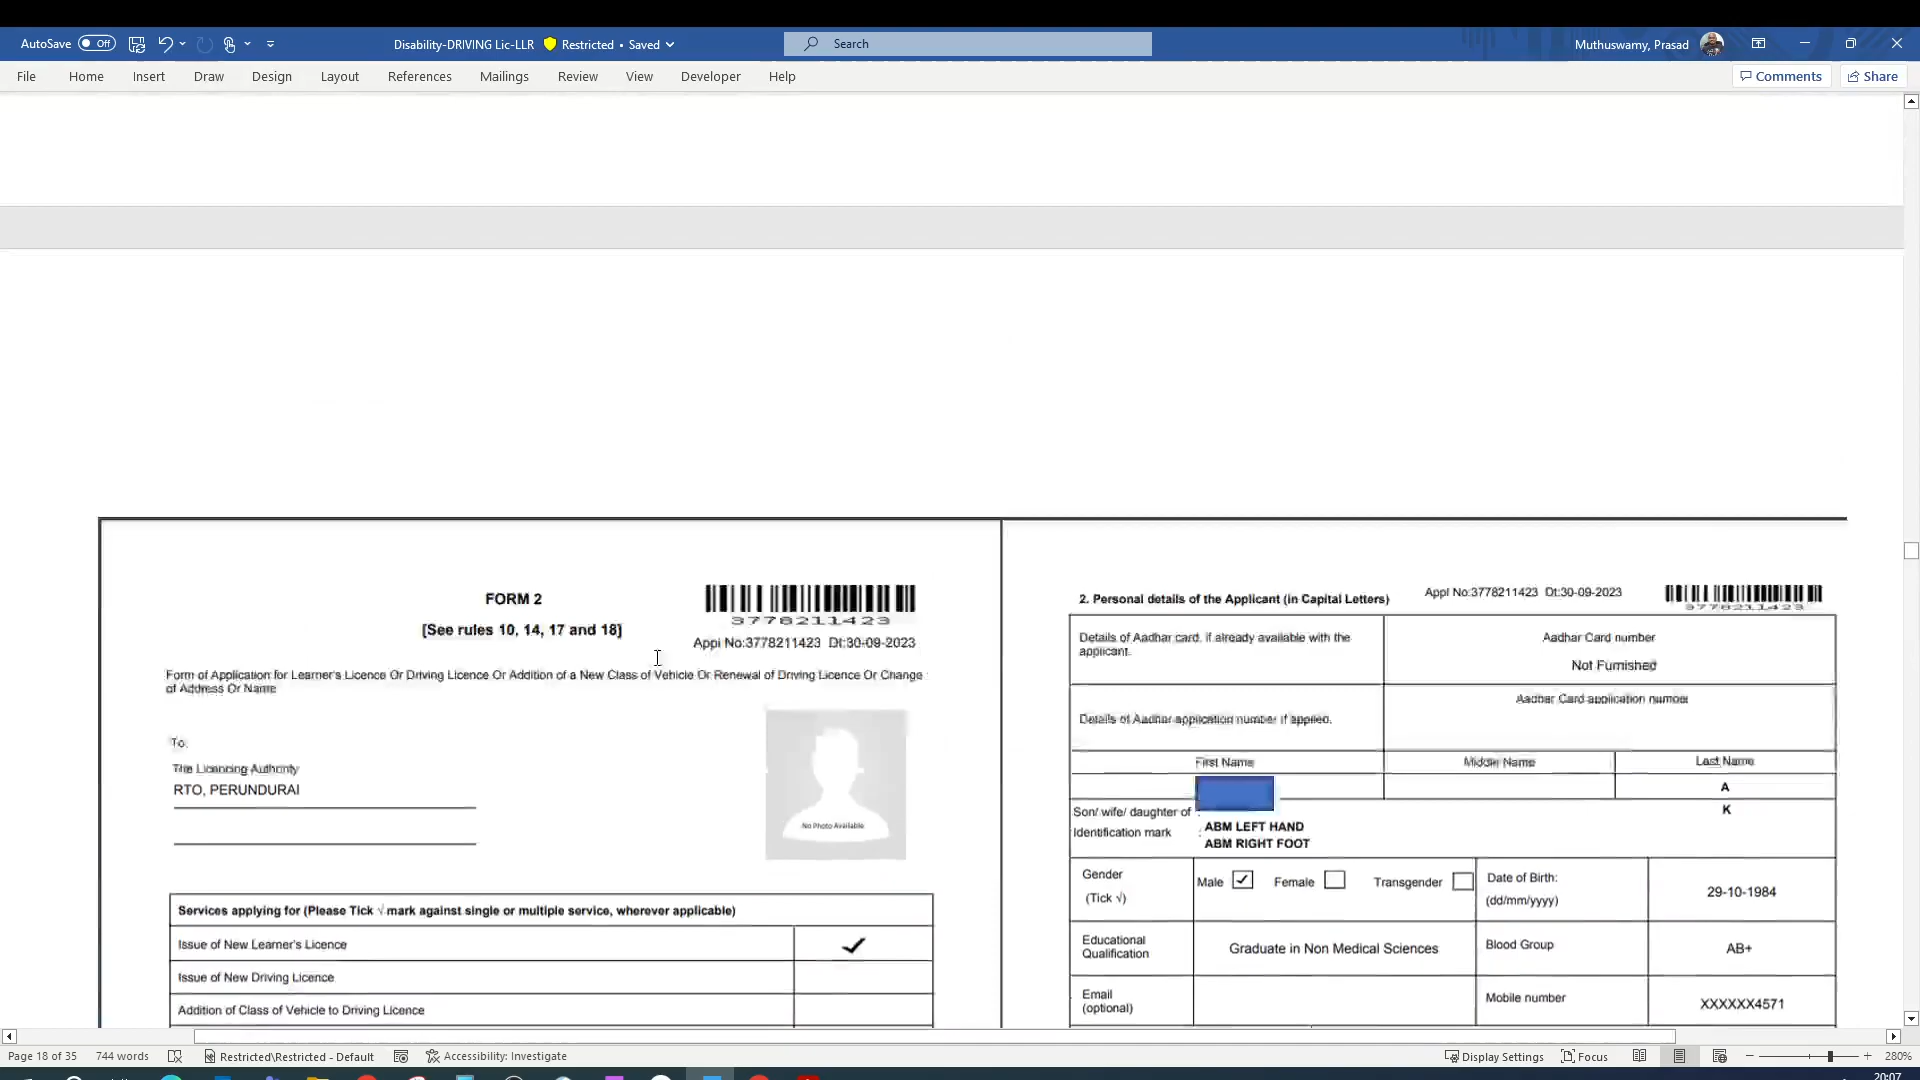 AutoSave Off Disability-DRIVING Lic-LLR Restricted • Saved Search Muthuswamy, Prasad
File Home Insert Draw Design Layout References Mailings Review View Developer Help Comments Share
FORM 2
[See rules 10, 14, 17 and 18]
3778211423
Appl No:3778211423 Dt:30-09-2023
Form of Application for Learner's Licence Or Driving Licence Or Addition of a New Class of Vehicle Or Renewal of Driving Licence Or Change
of Address Or Name
To:
The Licencing Authority
RTO, PERUNDURAI
No Photo Available
Services applying for (Please Tick √ mark against single or multiple service, wherever applicable)
Issue of New Learner's Licence
Issue of New Driving Licence
Addition of Class of Vehicle to Driving Licence
2. Personal details of the Applicant (in Capital Letters) Appl No:3778211423 Dt:30-09-2023
3778211423
Details of Aadhar card, if already available with the
applicant.
Aadhar Card number
Not Furnished
Details of Aadhar application number if applied.
Aadhar Card application number
First Name Middle Name Last Name
A
Son/ wife/ daughter of : K
Identification mark : ABM LEFT HAND
ABM RIGHT FOOT
Gender
(Tick √)
Male ✓ Female Transgender
Date of Birth:
(dd/mm/yyyy)
29-10-1984
Educational
Qualification
Graduate in Non Medical Sciences
Blood Group
AB+
Email
(optional)
Mobile number
XXXXXX4571
Page 18 of 35 744 words Restricted\Restricted - Default Accessibility: Investigate Display Settings Focus 280%
20:07